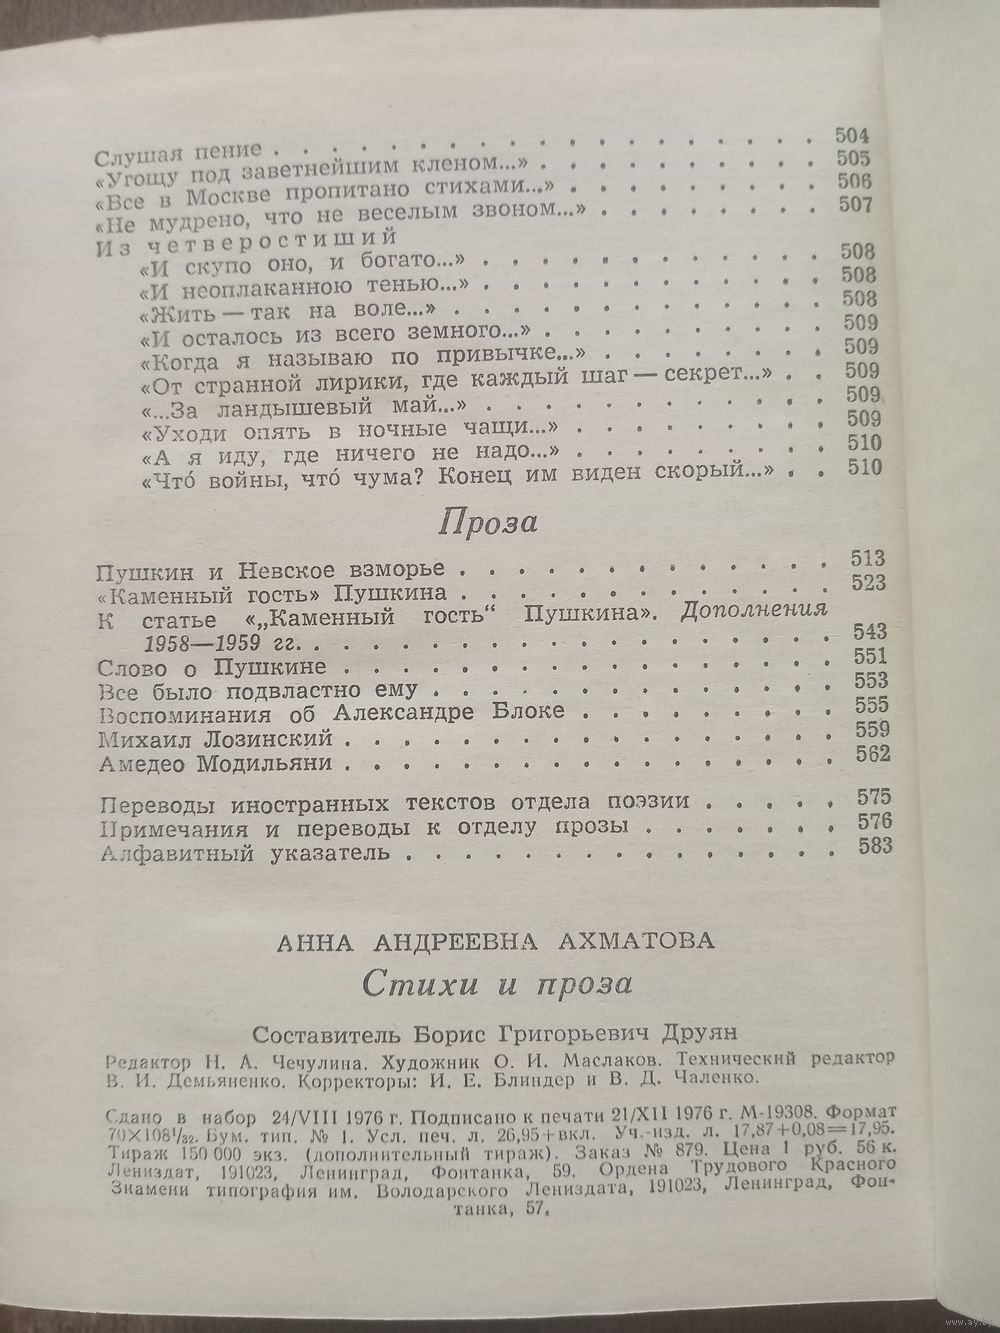 Слушая пение . . . . . . . . . . . . . . . . . . . 504
«Угощу под заветнейшим кленом...» . . . . . . . . . . 505
«Все в Москве пропитано стихами...» . . . . . . . . . 506
«Не мудрено, что не веселым звоном...» . . . . . . . . 507
Из четверостиший
«И скупо оно, и богато...» . . . . . . . . . . . . 508
«И неоплаканною тенью...» . . . . . . . . . . . . 508
«Жить — так на воле...» . . . . . . . . . . . . . 508
«И осталось из всего земного...» . . . . . . . . . . 509
«Когда я называю по привычке...» . . . . . . . . 509
«От странной лирики, где каждый шаг — секрет...» . . 509
«...За ландышевый май...» . . . . . . . . . . . . 509
«Уходи опять в ночные чащи...» . . . . . . . . . 509
«А я иду, где ничего не надо...» . . . . . . . . . 510
«Что́ войны, что́ чума? Конец им виден скорый...» . . 510
Проза
Пушкин и Невское взморье . . . . . . . . . . . . . 513
«Каменный гость» Пушкина . . . . . . . . . . . . . 523
К статье «„Каменный гость“ Пушкина». Дополнения
1958—1959 гг. . . . . . . . . . . . . . . . . . . 543
Слово о Пушкине . . . . . . . . . . . . . . . . . 551
Все было подвластно ему . . . . . . . . . . . . . . 553
Воспоминания об Александре Блоке . . . . . . . . . 555
Михаил Лозинский . . . . . . . . . . . . . . . . . 559
Амедео Модильяни . . . . . . . . . . . . . . . . . 562
Переводы иностранных текстов отдела поэзии . . . . . 575
Примечания и переводы к отделу прозы . . . . . . . 576
Алфавитный указатель . . . . . . . . . . . . . . . 583
АННА АНДРЕЕВНА АХМАТОВА
Стихи и проза
Составитель Борис Григорьевич Друян
Редактор Н. А. Чечулина. Художник О. И. Маслаков. Технический редактор
В. И. Демьяненко. Корректоры: И. Е. Блиндер и В. Д. Чаленко.
Сдано в набор 24/VIII 1976 г. Подписано к печати 21/XII 1976 г. М-19308. Формат
70×108¹/₃₂. Бум. тип. № 1. Усл. печ. л. 26,95+вкл. Уч.-изд. л. 17,87+0,08=17,95.
Тираж 150 000 экз. (дополнительный тираж). Заказ № 879. Цена 1 руб. 56 к.
Лениздат, 191023, Ленинград, Фонтанка, 59. Ордена Трудового Красного
Знамени типография им. Володарского Лениздата, 191023, Ленинград, Фон-
танка, 57.